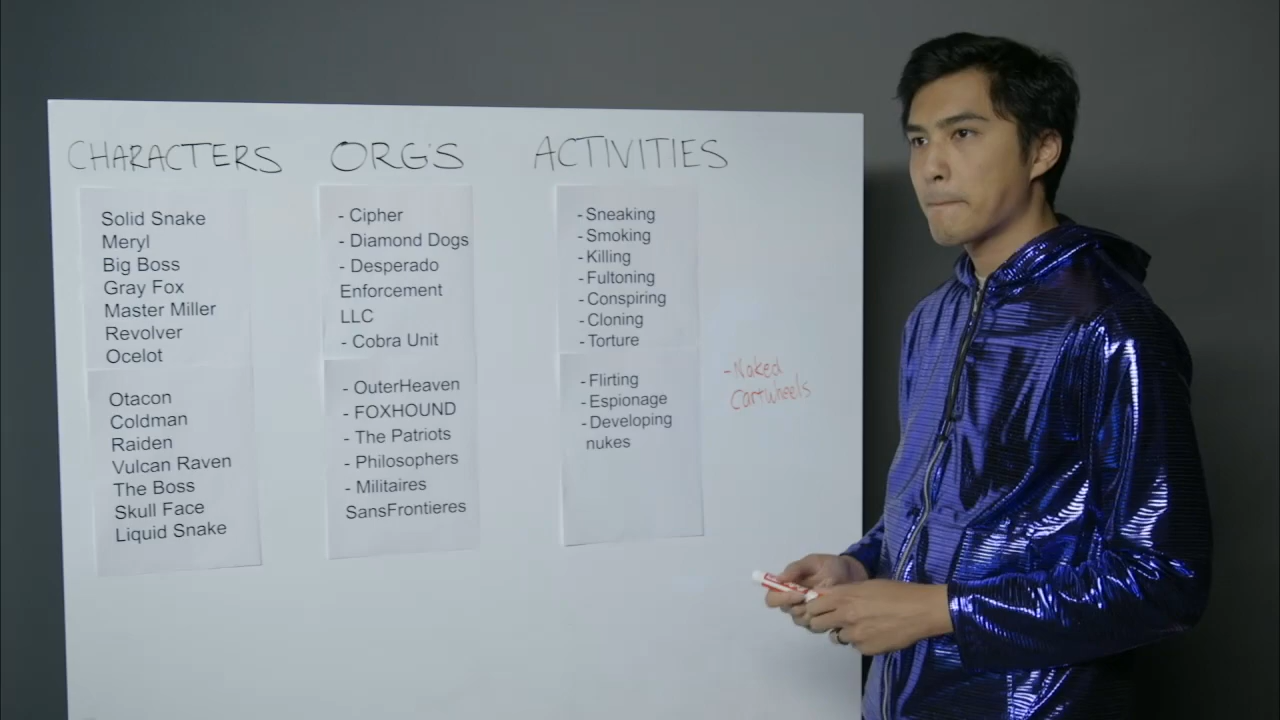 CHARACTERS
Solid Snake
Meryl
Big Boss
Gray Fox
Master Miller
Revolver
Ocelot
Otacon
Coldman
Raiden
Vulcan Raven
The Boss
Skull Face
Liquid Snake
ORG'S
- Cipher
- Diamond Dogs
- Desperado
Enforcement
LLC
- Cobra Unit
- OuterHeaven
- FOXHOUND
- The Patriots
- Philosophers
- Militaires
SansFrontieres
ACTIVITIES
- Sneaking
- Smoking
- Killing
- Fultoning
- Conspiring
- Cloning
- Torture
- Flirting
- Espionage
- Developing
nukes
- Naked
Cartwheels